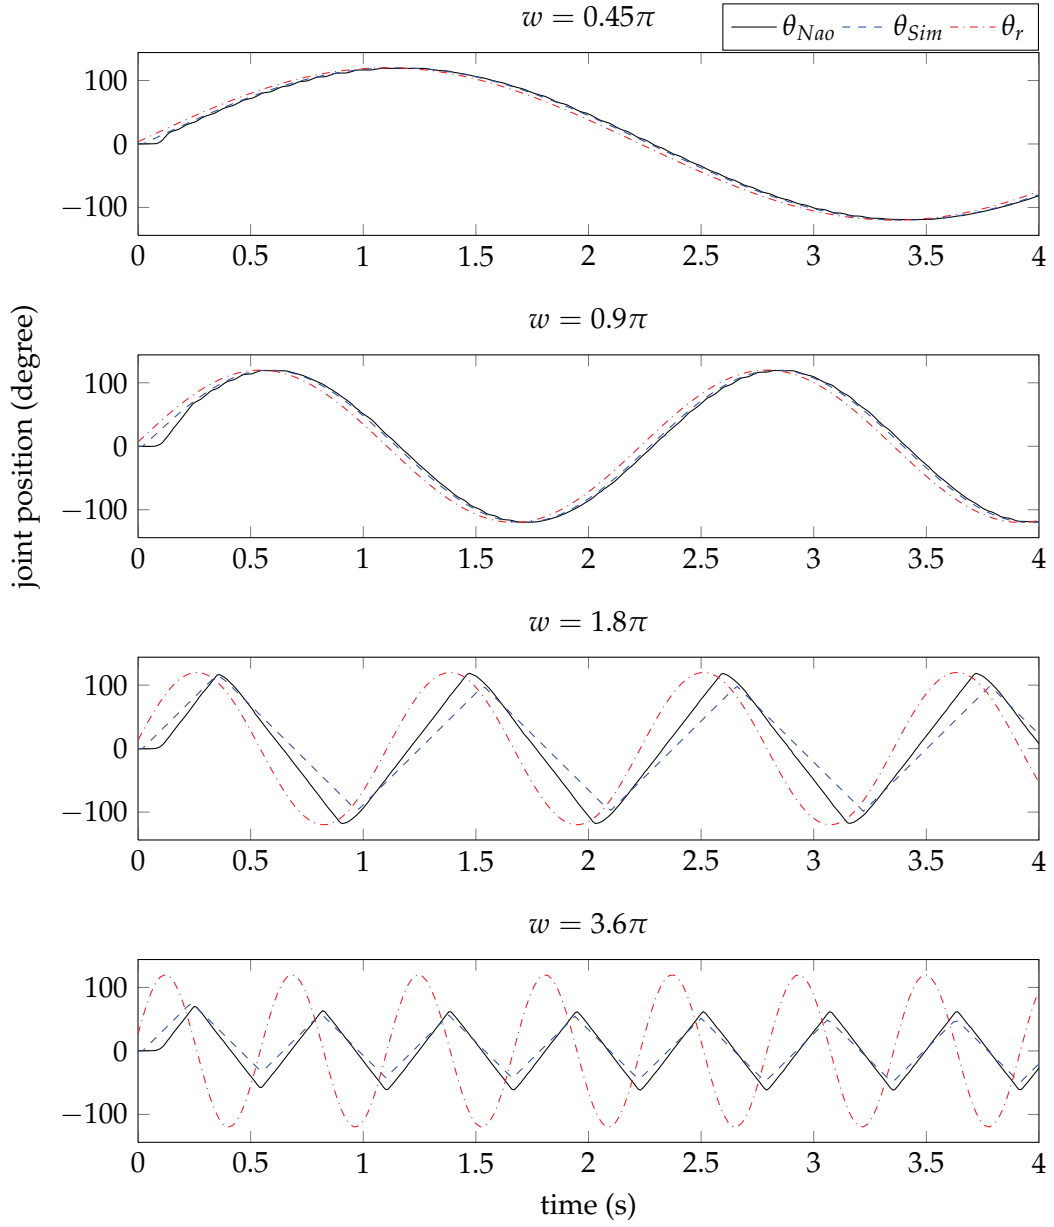 w = 0.45π
θ_Nao θ_Sim θ_r
100
0
−100
0 0.5 1 1.5 2 2.5 3 3.5 4
w = 0.9π
100
0
−100
0 0.5 1 1.5 2 2.5 3 3.5 4
joint position (degree)
w = 1.8π
100
0
−100
0 0.5 1 1.5 2 2.5 3 3.5 4
w = 3.6π
100
0
−100
0 0.5 1 1.5 2 2.5 3 3.5 4
time (s)